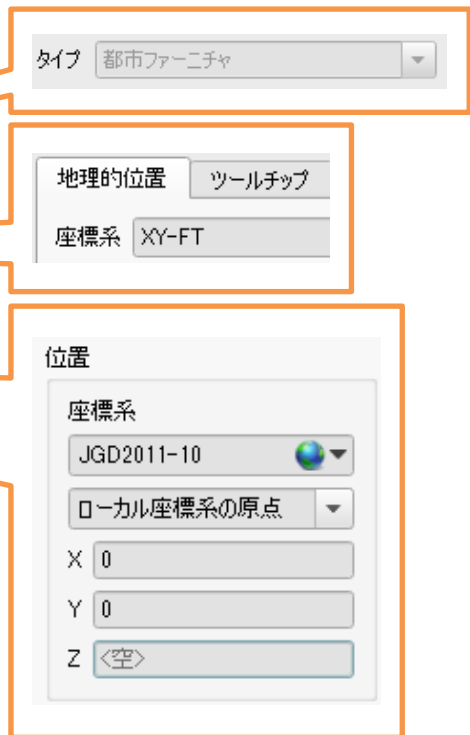 タイプ 都市ファーニチャ
地理的位置 ツールチップ
座標系 XY-FT
位置
座標系
JGD2011-10
ローカル座標系の原点
X 0
Y 0
Z <空>